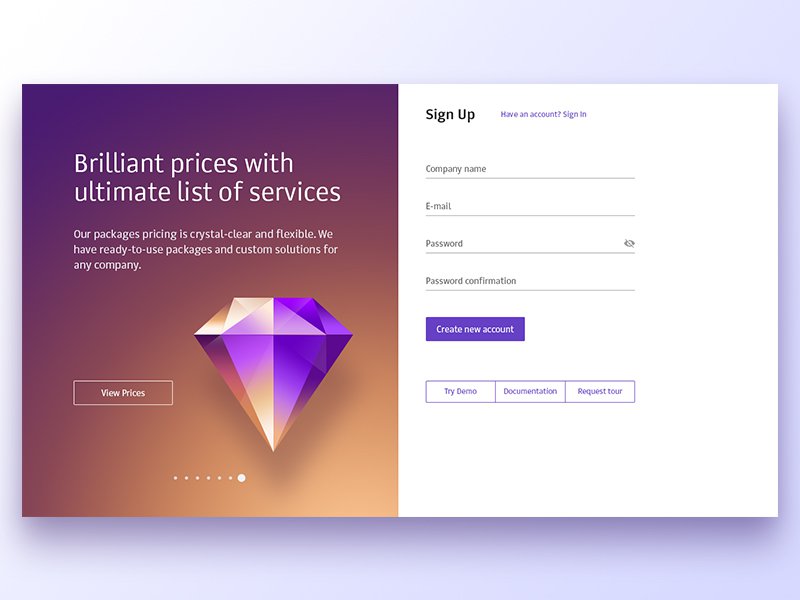 Brilliant prices with
ultimate list of services
Our packages pricing is crystal-clear and flexible. We
have ready-to-use packages and custom solutions for
any company.
View Prices
Sign Up
Have an account? Sign In
Company name
E-mail
Password
Password confirmation
Create new account
Try Demo
Documentation
Request tour